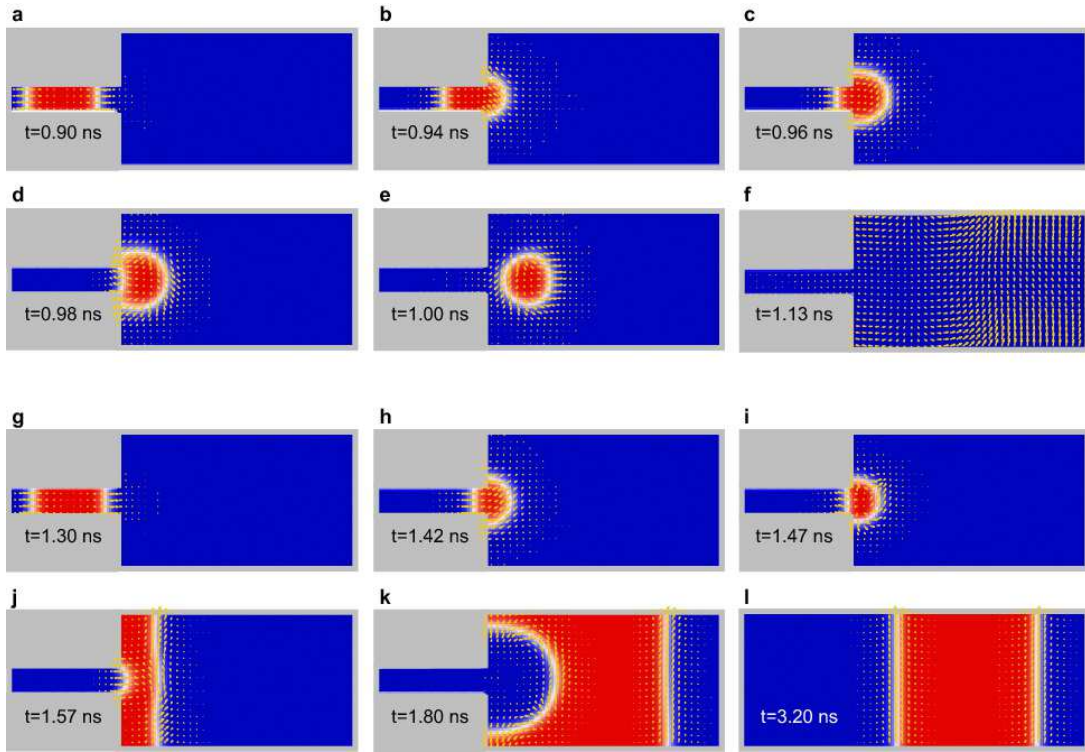 a
b
c
t=0.90 ns
t=0.94 ns
t=0.96 ns
d
e
f
t=0.98 ns
t=1.00 ns
t=1.13 ns
g
h
i
t=1.30 ns
t=1.42 ns
t=1.47 ns
j
k
l
t=1.57 ns
t=1.80 ns
t=3.20 ns